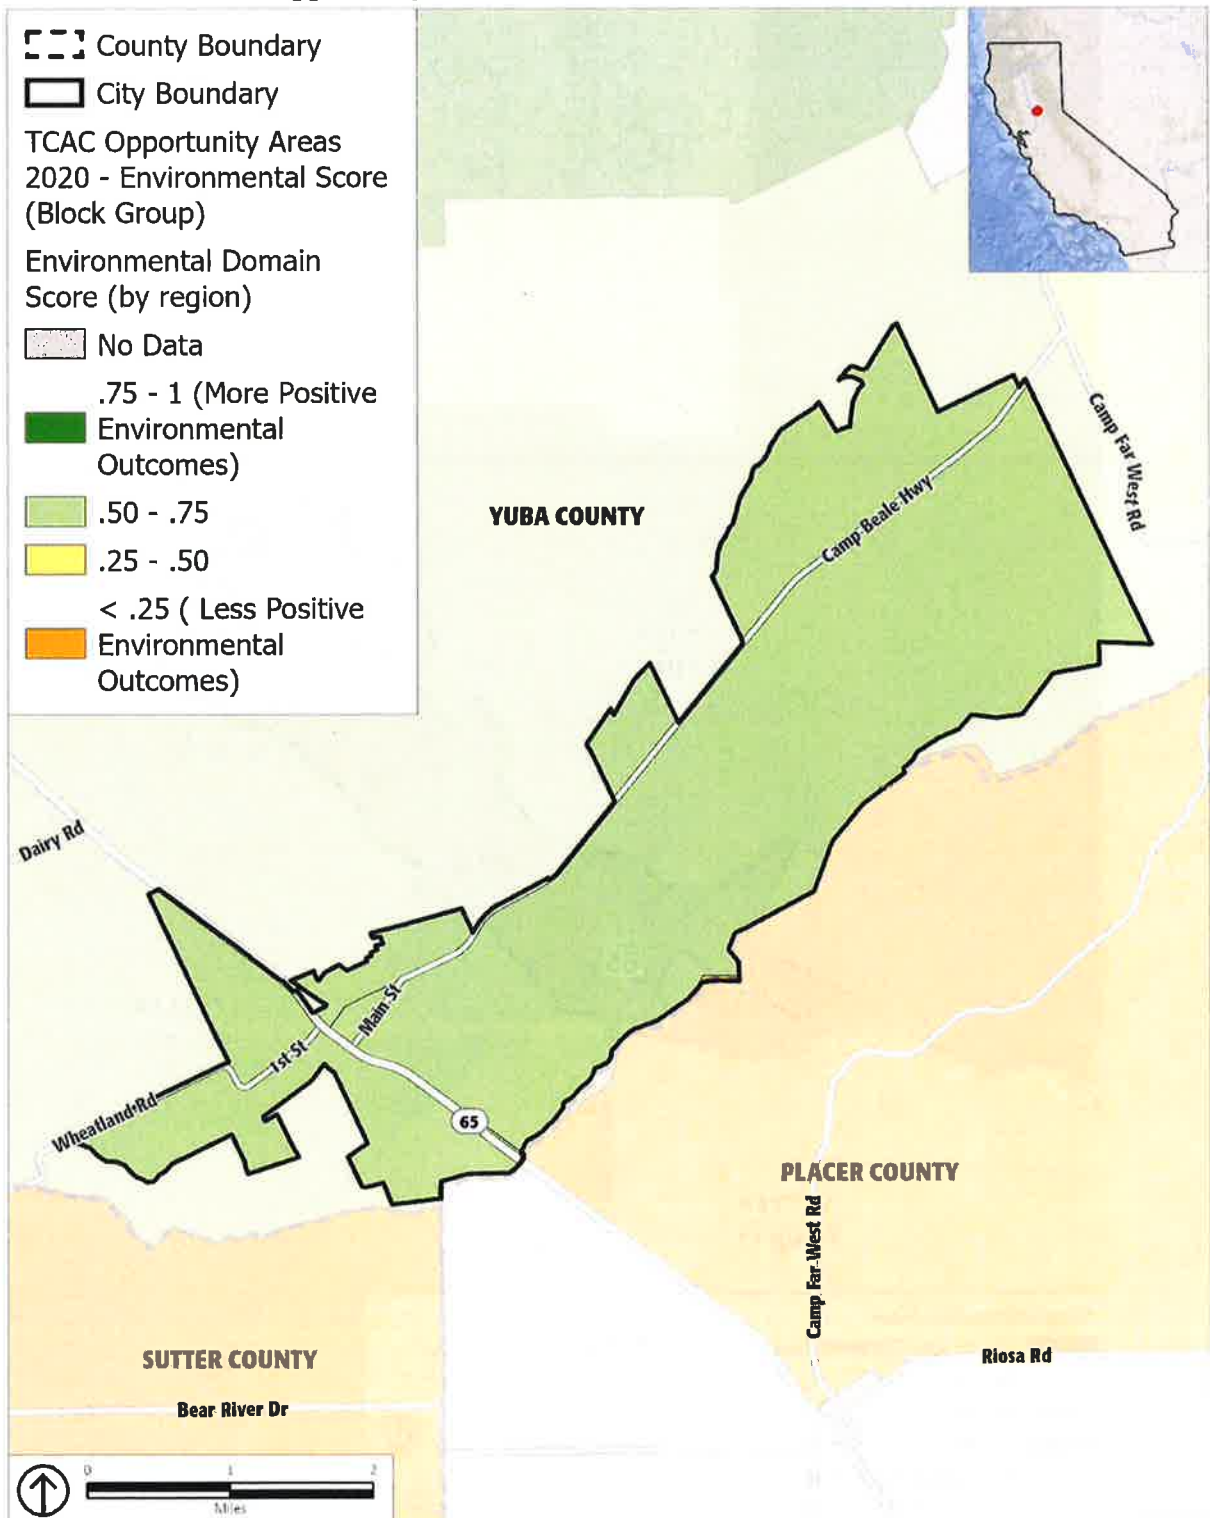 County Boundary
City Boundary
TCAC Opportunity Areas
2020 - Environmental Score
(Block Group)
Environmental Domain
Score (by region)
No Data
.75 - 1 (More Positive
Environmental
Outcomes)
.50 - .75
.25 - .50
< .25 ( Less Positive
Environmental
Outcomes)
YUBA COUNTY
Camp Beale Hwy
Camp Far West Rd
Dairy Rd
Main St
1st St
Wheatland Rd
65
PLACER COUNTY
Camp Far West Rd
SUTTER COUNTY
Riosa Rd
Bear River Dr
0 1 2
Miles